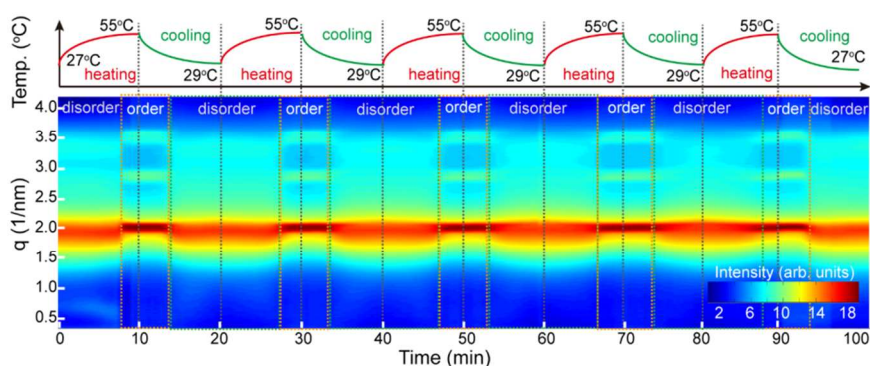 55°C cooling 55°C cooling 55°C cooling 55°C cooling 55°C cooling
Temp. (°C)
27°C heating 29°C heating 29°C heating 29°C heating 29°C heating 27°C
disorder order disorder order disorder order disorder order disorder order disorder
4.0
3.5
3.0
2.5
2.0
1.5
1.0
0.5
q (1/nm)
Intensity (arb. units)
2 6 10 14 18
0 10 20 30 40 50 60 70 80 90 100
Time (min)